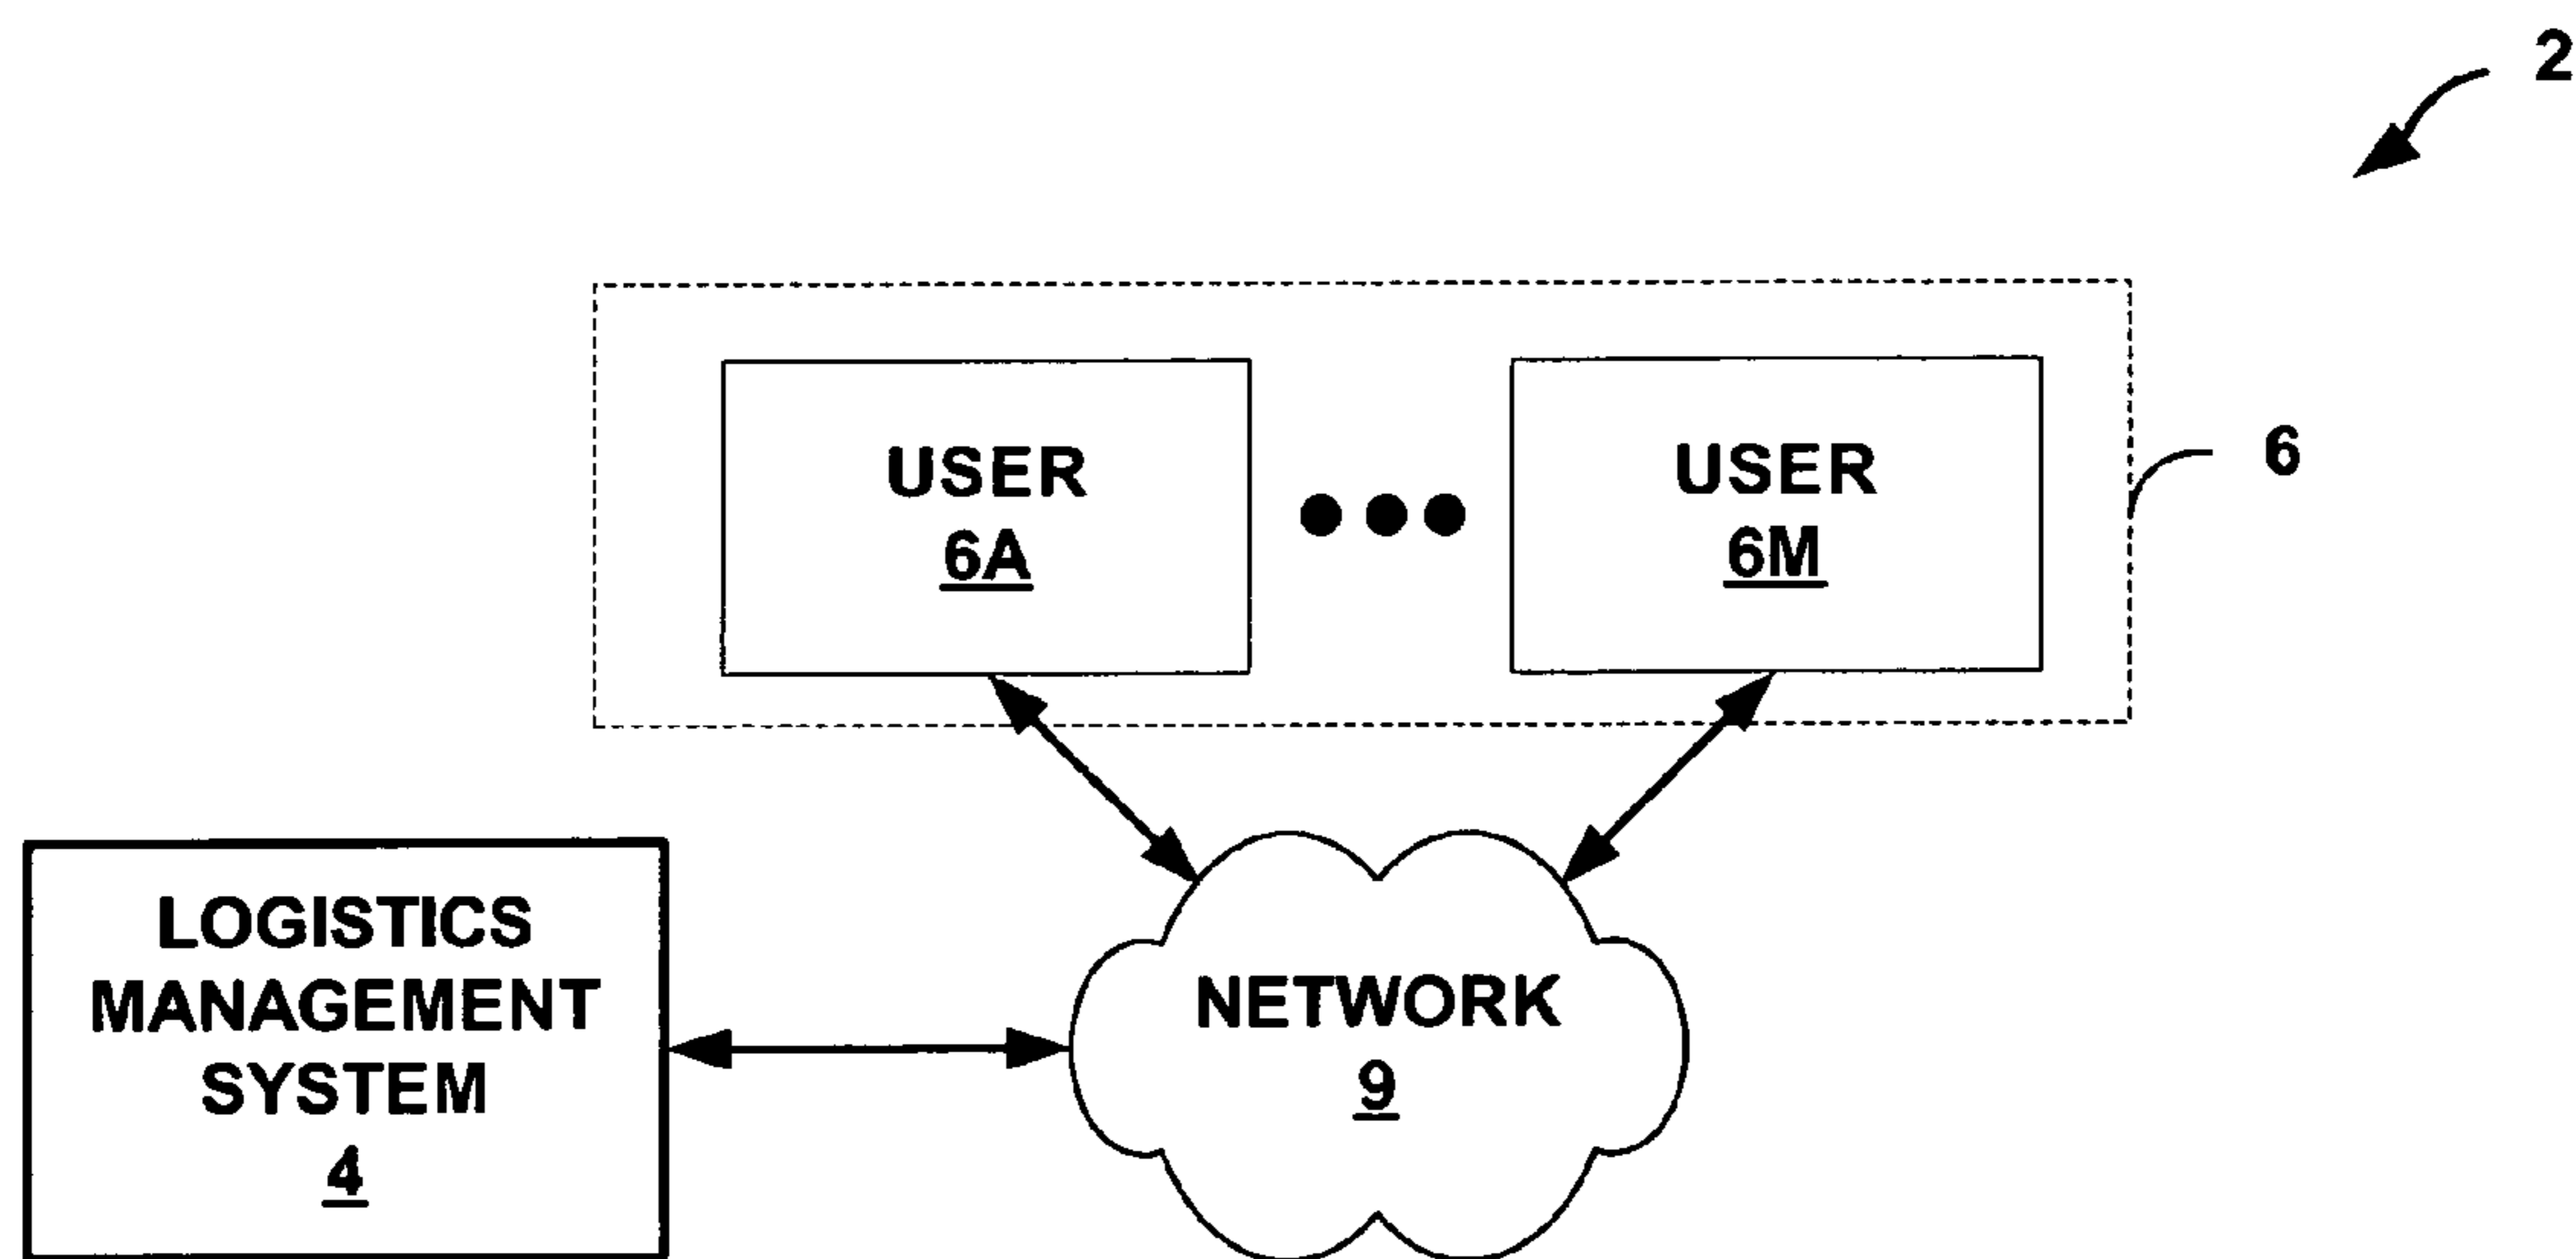 2
USER
6A
USER
6M
6
LOGISTICS
MANAGEMENT
SYSTEM
4
NETWORK
9